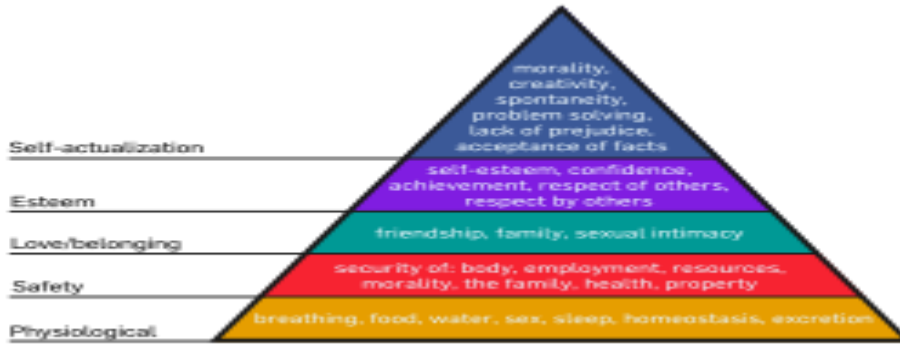 morality,
creativity,
spontaneity,
problem solving,
lack of prejudice,
acceptance of facts
Self-actualization
self-esteem, confidence,
achievement, respect of others,
respect by others
Esteem
friendship, family, sexual intimacy
Love/belonging
security of: body, employment, resources,
morality, the family, health, property
Safety
breathing, food, water, sex, sleep, homeostasis, excretion
Physiological